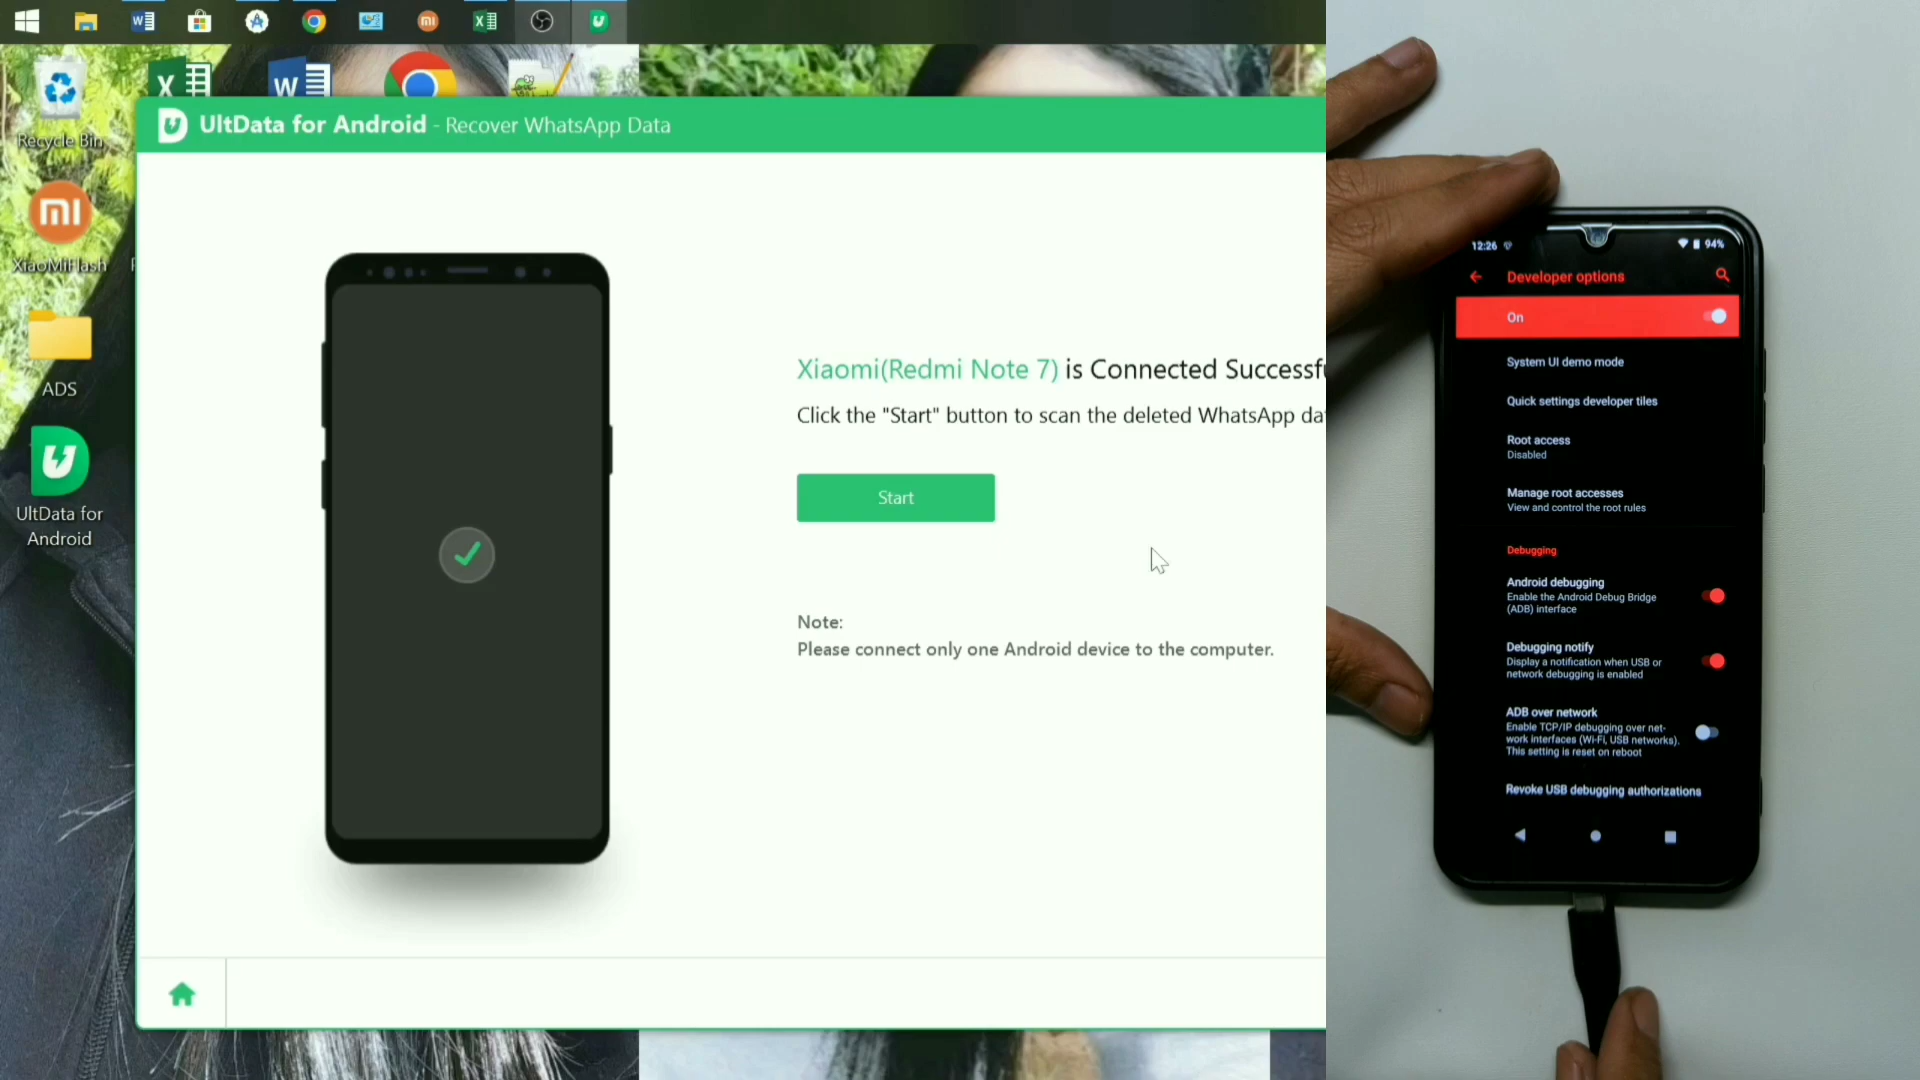 UltData for Android - Recover WhatsApp Data
Recycle Bin
XiaoMiFlash
ADS
UltData for
Android
Xiaomi(Redmi Note 7) is Connected Successf
Click the "Start" button to scan the deleted WhatsApp da
Start
Note:
Please connect only one Android device to the computer.
12:26
94%
Developer options
On
System UI demo mode
Quick settings developer tiles
Root access
Disabled
Manage root accesses
View and control the root rules
Debugging
Android debugging
Enable the Android Debug Bridge
(ADB) interface
Debugging notify
Display a notification when USB or
network debugging is enabled
ADB over network
Enable TCP/IP debugging over net-
work interfaces (Wi-Fi, USB networks).
This setting is reset on reboot
Revoke USB debugging authorizations